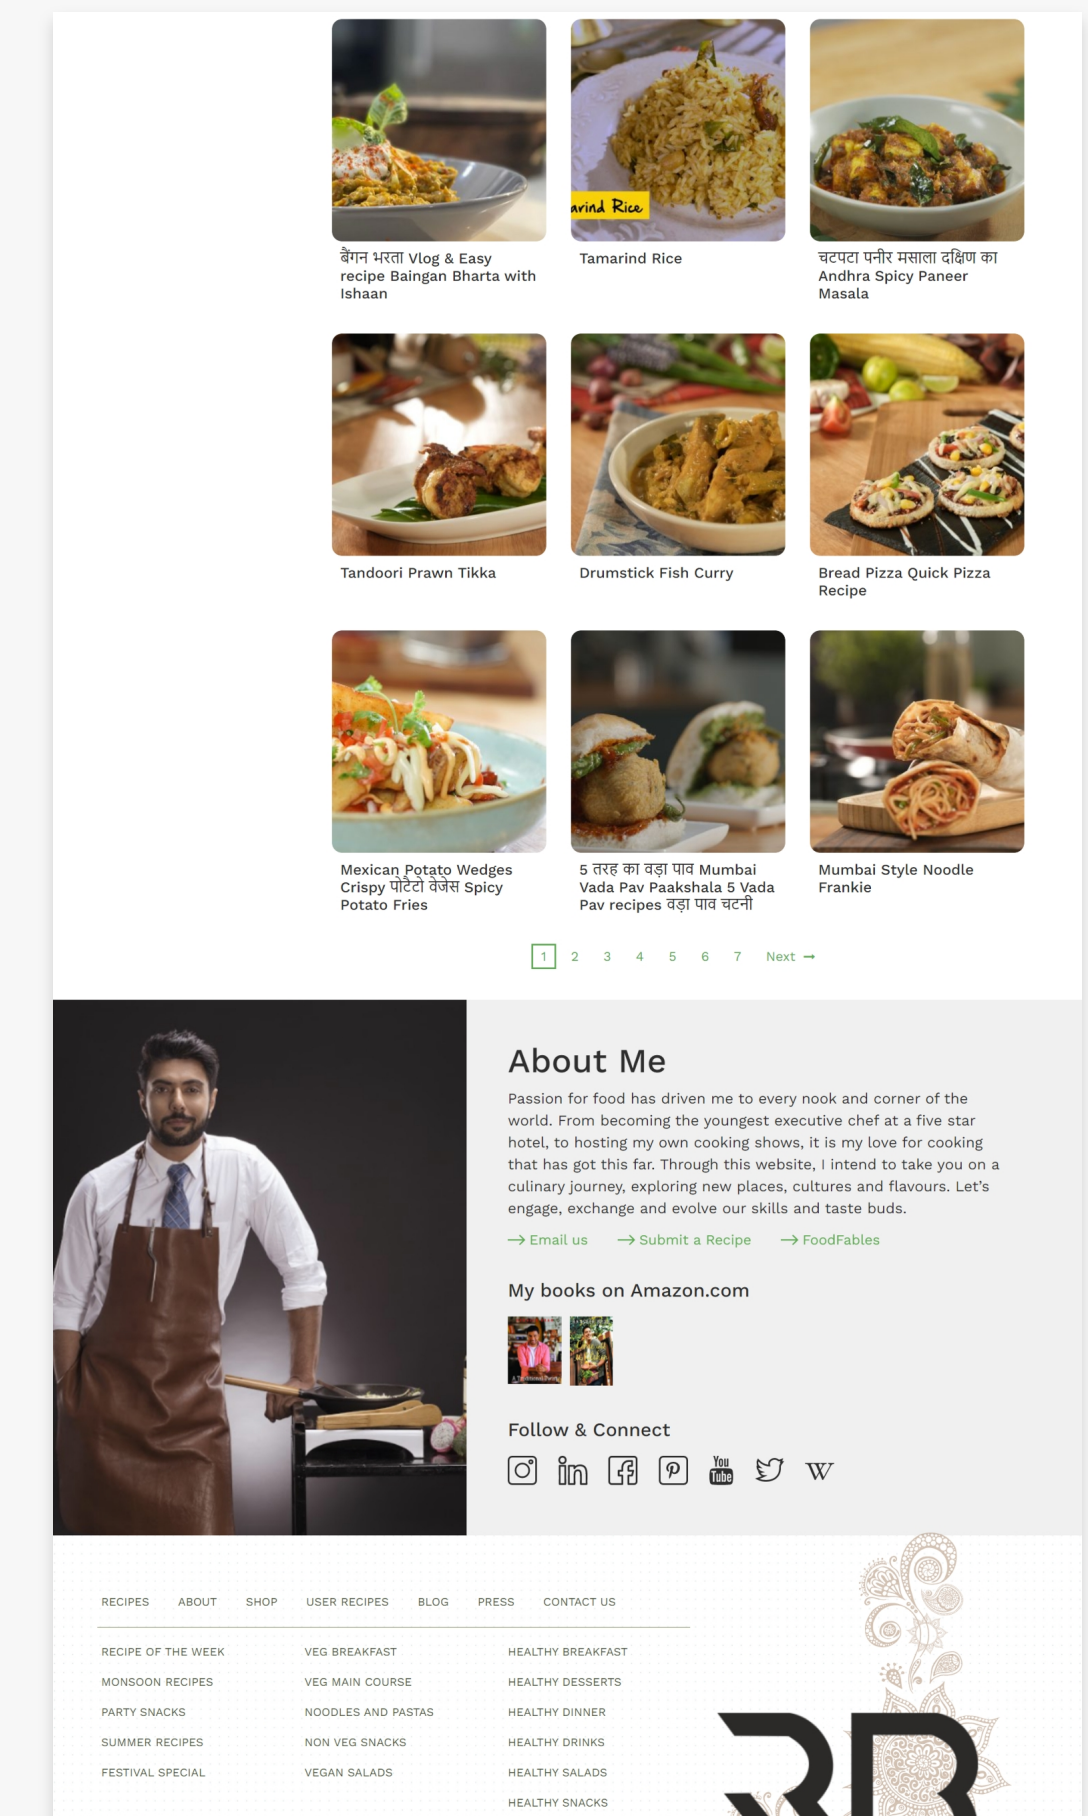 arind Rice
बैंगन भरता Vlog & Easy
recipe Baingan Bharta with
Ishaan
Tamarind Rice
चटपटा पनीर मसाला दक्षिण का
Andhra Spicy Paneer
Masala
Tandoori Prawn Tikka
Drumstick Fish Curry
Bread Pizza Quick Pizza
Recipe
Mexican Potato Wedges
Crispy पोटैटो वेजेस Spicy
Potato Fries
5 तरह का वड़ा पाव Mumbai
Vada Pav Paakshala 5 Vada
Pav recipes वड़ा पाव चटनी
Mumbai Style Noodle
Frankie
1 2 3 4 5 6 7 Next →
About Me
Passion for food has driven me to every nook and corner of the
world. From becoming the youngest executive chef at a five star
hotel, to hosting my own cooking shows, it is my love for cooking
that has got this far. Through this website, I intend to take you on a
culinary journey, exploring new places, cultures and flavours. Let’s
engage, exchange and evolve our skills and taste buds.
Email us Submit a Recipe FoodFables
My books on Amazon.com
Follow & Connect
in f P You Tube W
RECIPES ABOUT SHOP USER RECIPES BLOG PRESS CONTACT US
RECIPE OF THE WEEK VEG BREAKFAST HEALTHY BREAKFAST
MONSOON RECIPES VEG MAIN COURSE HEALTHY DESSERTS
PARTY SNACKS NOODLES AND PASTAS HEALTHY DINNER
SUMMER RECIPES NON VEG SNACKS HEALTHY DRINKS
FESTIVAL SPECIAL VEGAN SALADS HEALTHY SALADS
HEALTHY SNACKS